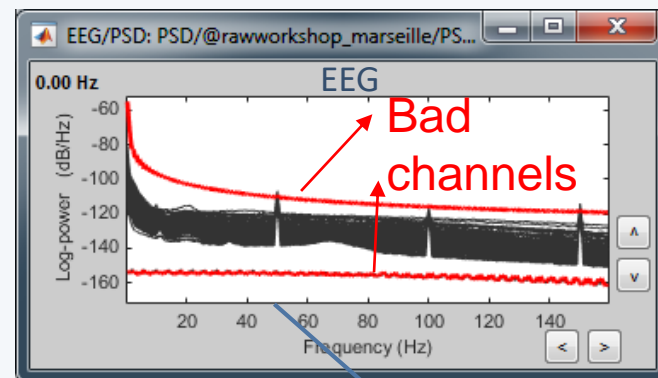 EEG/PSD: PSD/@rawworkshop_marseille/PS...
0.00 Hz
EEG
Bad
channels
Log-power (dB/Hz)
-60
-80
-100
-120
-140
-160
20 40 60 80 100 120 140
Frequency (Hz)